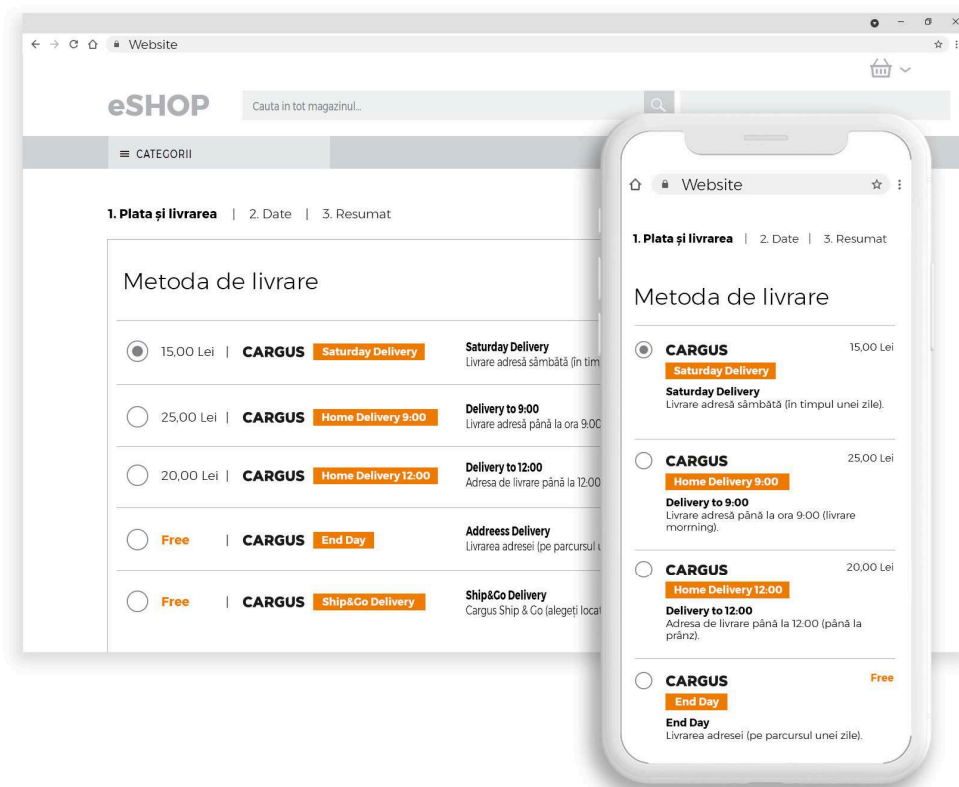 Website
eSHOP
Cauta in tot magazinul...
≡ CATEGORII
1. Plata și livrarea | 2. Date | 3. Resumat
Metoda de livrare
15,00 Lei | CARGUS Saturday Delivery
Saturday Delivery
Livrare adresă sâmbătă (în tim
25,00 Lei | CARGUS Home Delivery 9:00
Delivery to 9:00
Livrare adresă până la ora 9:00
20,00 Lei | CARGUS Home Delivery 12:00
Delivery to 12:00
Adresa de livrare până la 12:00
Free | CARGUS End Day
Addreess Delivery
Livrarea adresei (pe parcursul
Free | CARGUS Ship&Go Delivery
Ship&Go Delivery
Cargus Ship & Go (alegeți locat
Website
1. Plata și livrarea | 2. Date | 3. Resumat
Metoda de livrare
CARGUS 15,00 Lei
Saturday Delivery
Saturday Delivery
Livrare adresă sâmbătă (în timpul unei zile).
CARGUS 25,00 Lei
Home Delivery 9:00
Delivery to 9:00
Livrare adresă până la ora 9:00 (livrare
morrning).
CARGUS 20,00 Lei
Home Delivery 12:00
Delivery to 12:00
Adresa de livrare până la 12:00 (până la
prânz).
CARGUS Free
End Day
End Day
Livrarea adresei (pe parcursul unei zile).